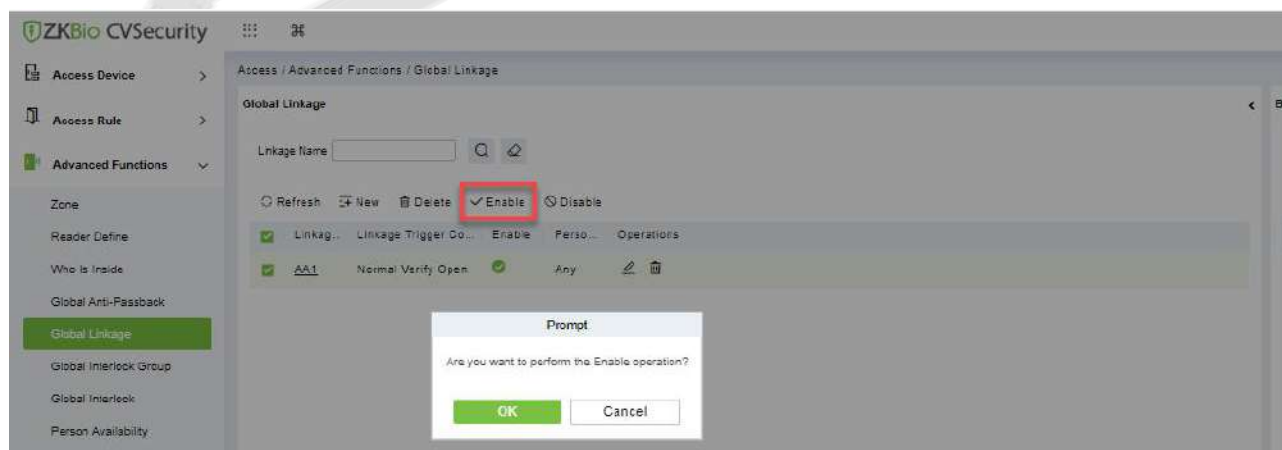 ZKBio CVSecurity
Access Device
Access Rule
Advanced Functions
Zone
Reader Define
Who Is Inside
Global Anti-Passback
Global Linkage
Global Interlock Group
Global Interlock
Person Availability
Access / Advanced Functions / Global Linkage
Global Linkage
Linkage Name
Refresh New Delete Enable Disable
Linkag... Linkage Trigger Co... Enable Perso... Operations
AA1 Normal Verify Open Any
Prompt
Are you want to perform the Enable operation?
OK Cancel